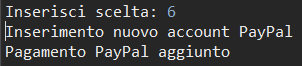 Inserisci scelta: 6
Inserimento nuovo account PayPal
Pagamento PayPal aggiunto